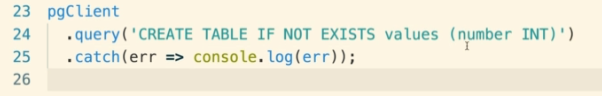 23 pgClient
24 .query('CREATE TABLE IF NOT EXISTS values (number INT)')
25 .catch(err => console.log(err));
26